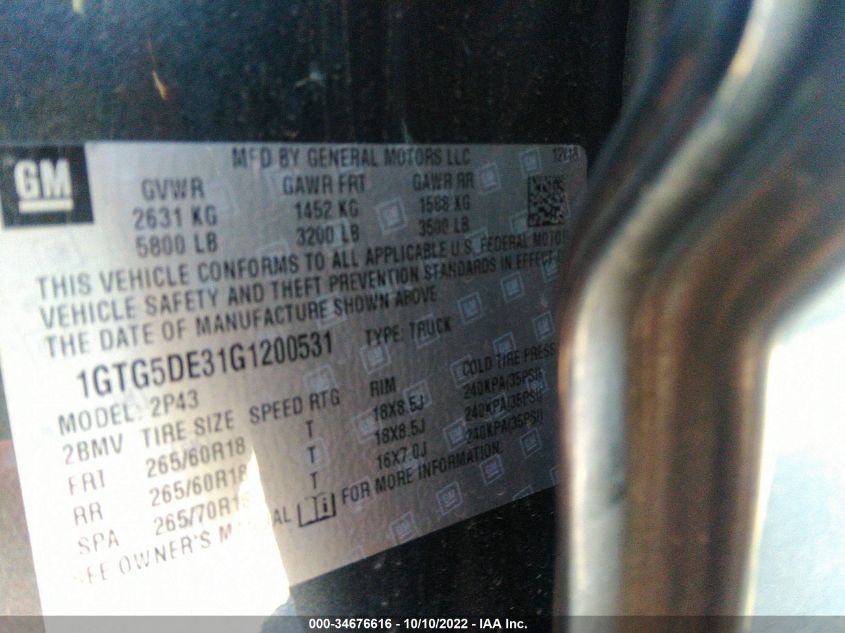 GM
MFD BY GENERAL MOTORS LLC
GVWR GAWR FRT GAWR RR
2631 KG 1452 KG 1588 KG
5800 LB 3200 LB 3500 LB
THIS VEHICLE CONFORMS TO ALL APPLICABLE U.S. FEDERAL MOTOR
VEHICLE SAFETY AND THEFT PREVENTION STANDARDS IN EFFECT
THE DATE OF MANUFACTURE SHOWN ABOVE
1GTG5DE31G1200531 TYPE: TRUCK
MODEL: 2P43
2BMV TIRE SIZE SPEED RTG RIM COLD TIRE PRESS
FRT 265/60R18 T 18X8.5J 240KPA(35PSI)
RR 265/60R18 T 18X8.5J 240KPA(35PSI)
SPA 265/70R16 T 16X7.0J 240KPA(35PSI)
SEE OWNER'S MANUAL FOR MORE INFORMATION.
000-34676616 - 10/10/2022 - IAA Inc.